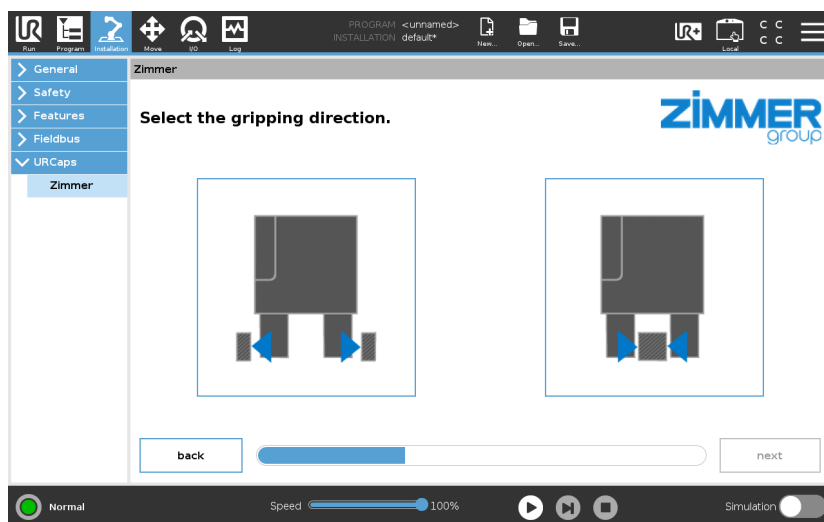 PROGRAM <unnamed>
INSTALLATION default*
Run Program Installation Move I/O Log New... Open... Save... UR+ Local C C
C C
General
Zimmer
Safety
Features
Fieldbus
URCaps
Zimmer
Select the gripping direction.
ZIMMER
group
back
next
Normal
Speed
100%
Simulation